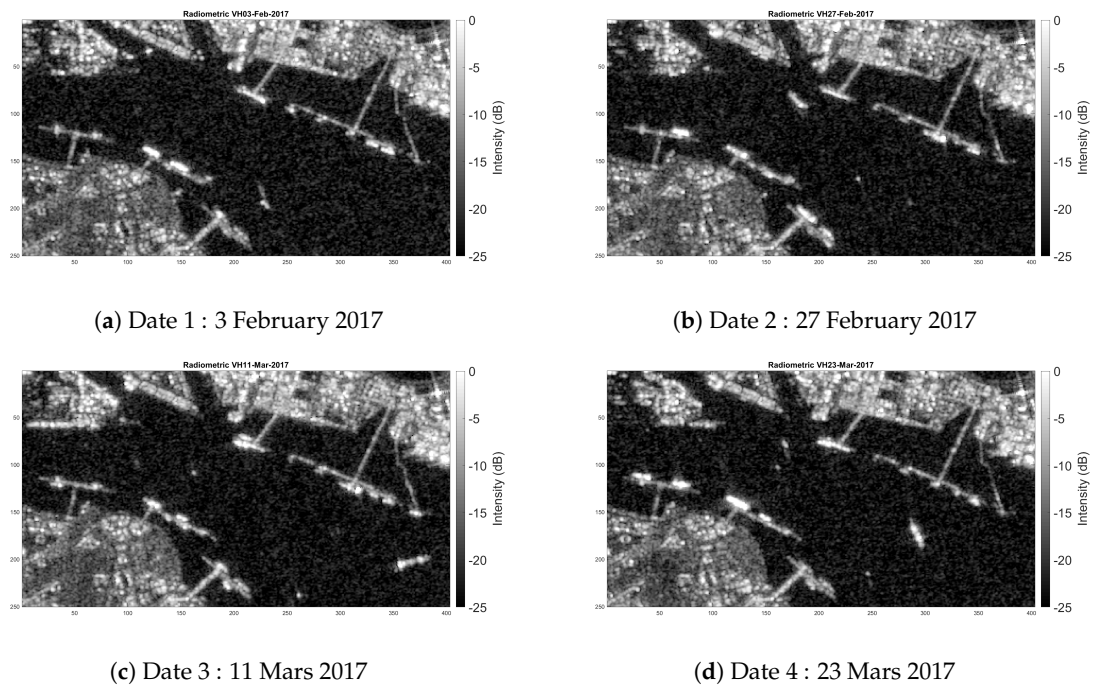 Radiometric VH03-Feb-2017
0
50
-5
100
-10
150
-15
200
-20
250
-25
50 100 150 200 250 300 350 400
Intensity (dB)
(a) Date 1 : 3 February 2017
Radiometric VH27-Feb-2017
0
50
-5
100
-10
150
-15
200
-20
250
-25
50 100 150 200 250 300 350 400
Intensity (dB)
(b) Date 2 : 27 February 2017
Radiometric VH11-Mar-2017
0
50
-5
100
-10
150
-15
200
-20
250
-25
50 100 150 200 250 300 350 400
Intensity (dB)
(c) Date 3 : 11 Mars 2017
Radiometric VH23-Mar-2017
0
50
-5
100
-10
150
-15
200
-20
250
-25
50 100 150 200 250 300 350 400
Intensity (dB)
(d) Date 4 : 23 Mars 2017